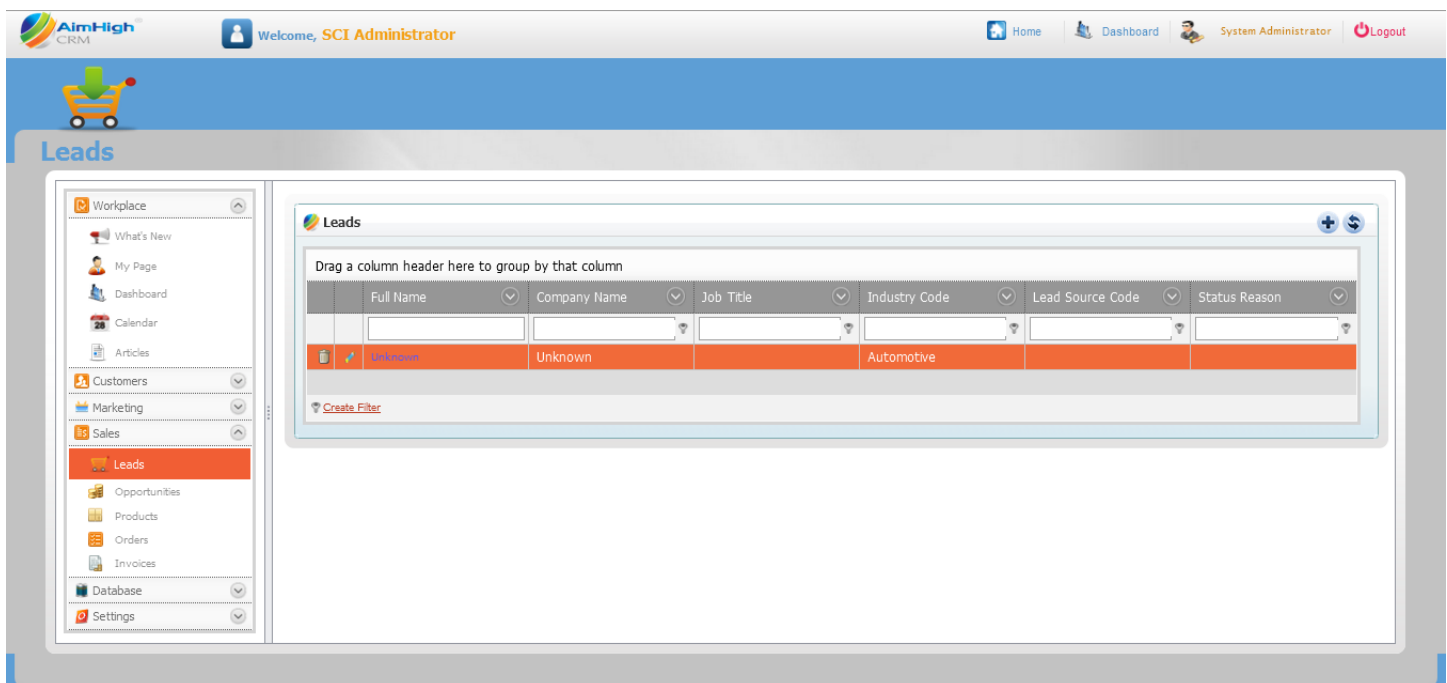 AimHigh
CRM
Welcome, SCI Administrator
Home
Dashboard
System Administrator
Logout
Leads
Workplace
What's New
My Page
Dashboard
28 Calendar
Articles
Customers
Marketing
Sales
Leads
Opportunities
Products
Orders
Invoices
Database
Settings
Leads
Drag a column header here to group by that column
Full Name Company Name Job Title Industry Code Lead Source Code Status Reason
Unknown Unknown Automotive
Create Filter